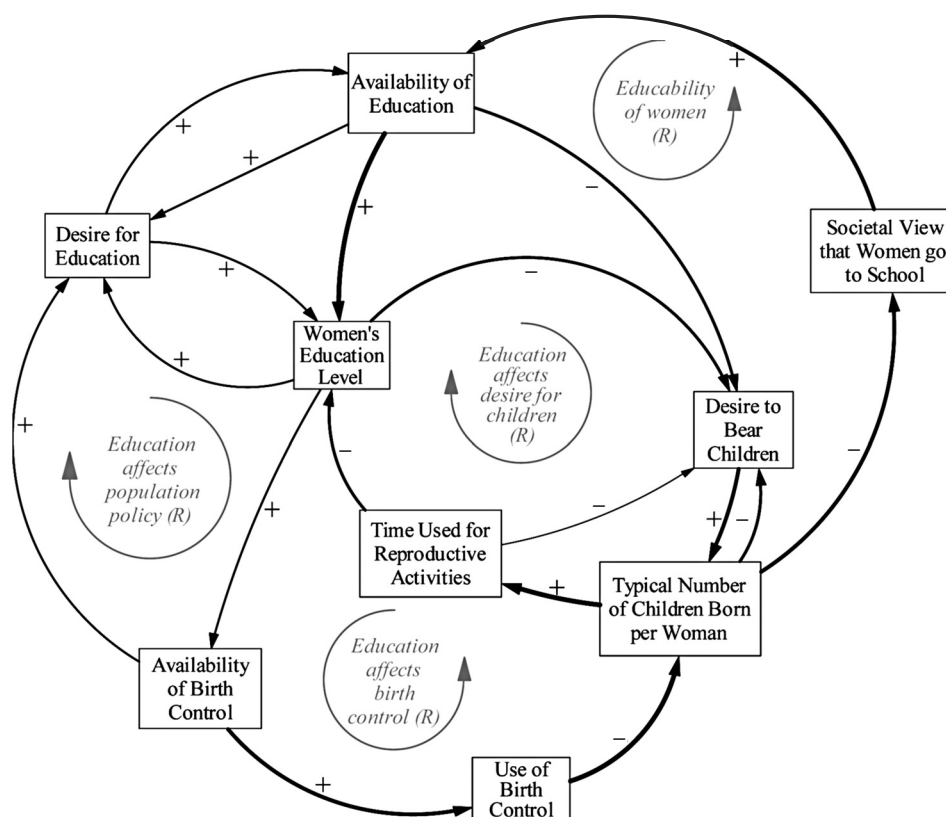 +
Availability of
Education
Educability
of women
(R)
+
+
−
+
Desire for
Education
Societal View
that Women go
to School
+
−
Women's
Education
Level
Education
affects
desire for
children
(R)
+
Desire to
Bear
Children
+
Education
affects
population
policy (R)
−
−
+
−
+
−
Time Used for
Reproductive
Activities
+
Typical Number
of Children Born
per Woman
Education
affects
birth
control (R)
Availability
of Birth
Control
−
+
Use of
Birth
Control